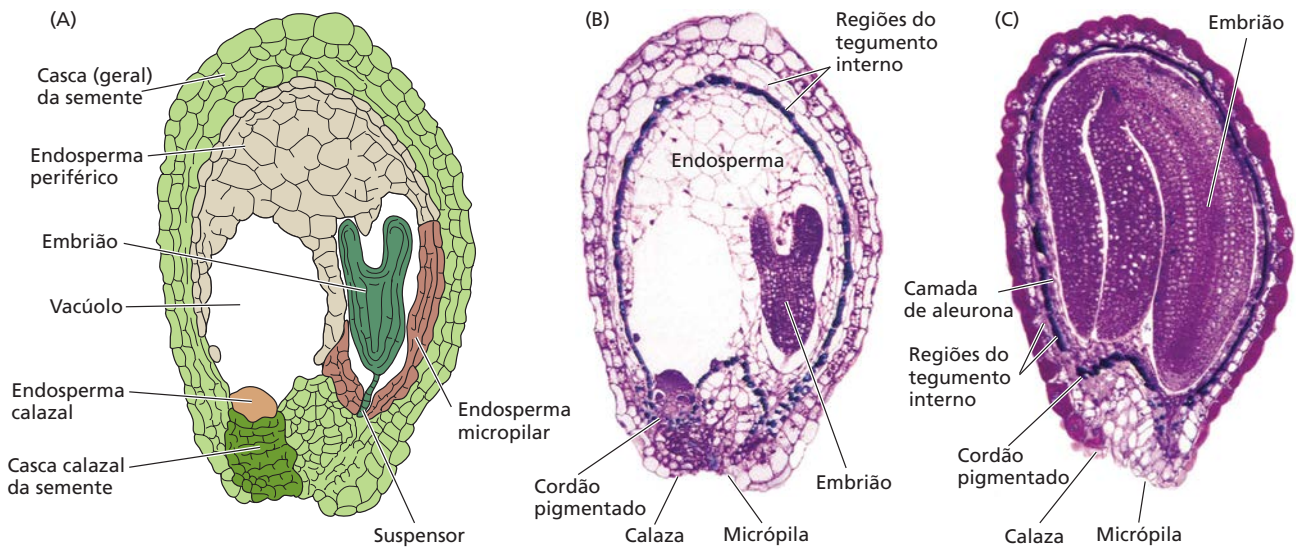 (A)
Casca (geral)
da semente
Endosperma
periférico
Embrião
Vacúolo
Endosperma
calazal
Casca calazal
da semente
Suspensor
Endosperma
micropilar
(B)
Regiões do
tegumento
interno
Endosperma
Cordão
pigmentado
Calaza
Micrópila
Embrião
(C)
Embrião
Camada
de aleurona
Regiões do
tegumento
interno
Cordão
pigmentado
Calaza
Micrópila